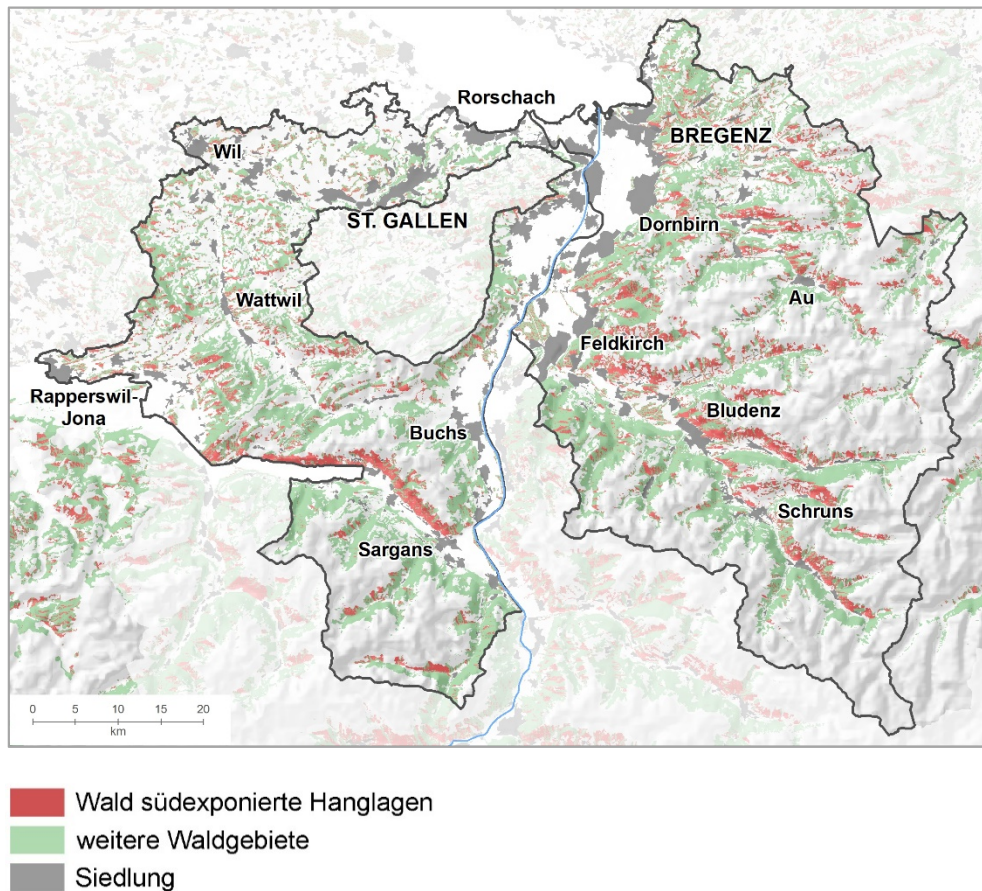 Rorschach
BREGENZ
Wil
ST. GALLEN
Dornbirn
Wattwil
Au
Feldkirch
Rapperswil-
Jona
Buchs
Bludenz
Schruns
Sargans
0 5 10 15 20
km
Wald südexponierte Hanglagen
weitere Waldgebiete
Siedlung